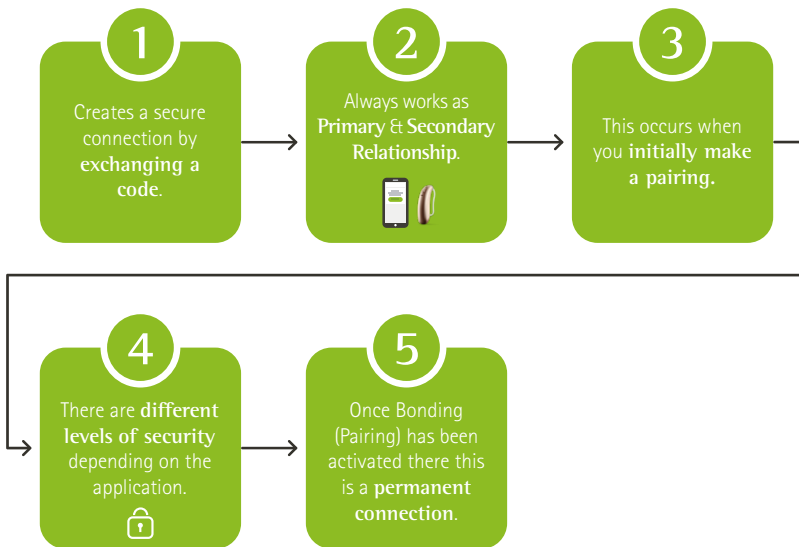 1
Creates a secure
connection by
exchanging a
code.
2
Always works as
Primary & Secondary
Relationship.
3
This occurs when
you initially make
a pairing.
4
There are different
levels of security
depending on the
application.
5
Once Bonding
(Pairing) has been
activated there this
is a permanent
connection.